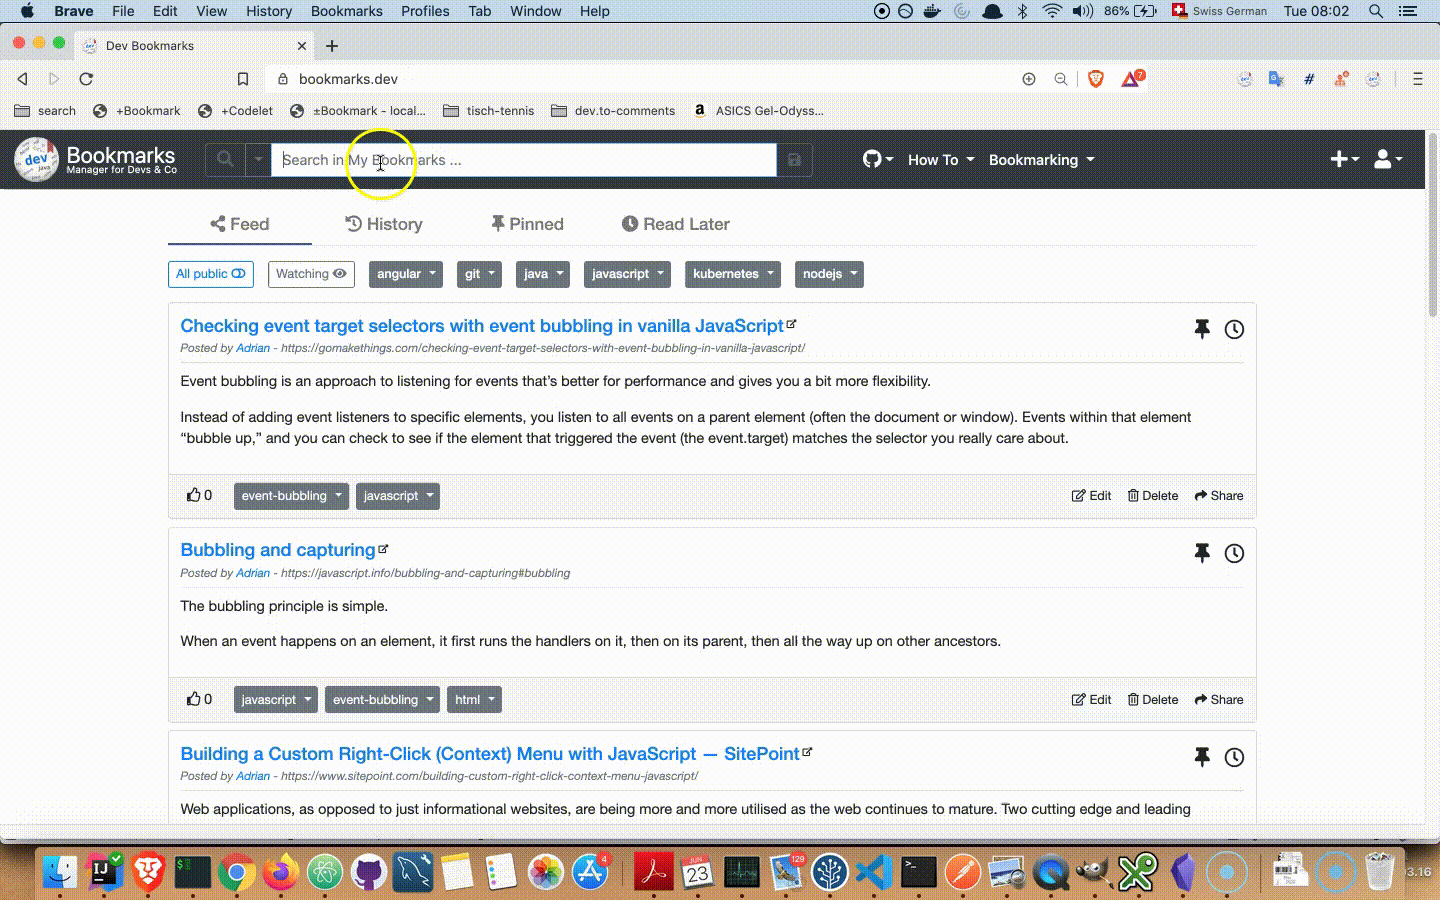 Brave File Edit View History Bookmarks Profiles Tab Window Help 86% Swiss German Tue 08:02
Dev Bookmarks
bookmarks.dev 7
search +Bookmark +Codelet ±Bookmark - local... tisch-tennis dev.to-comments ASICS Gel-Odyss...
dev Bookmarks
Manager for Devs & Co
Search in My Bookmarks ...
How To Bookmarking
Feed History Pinned Read Later
All public Watching angular git java javascript kubernetes nodejs
Checking event target selectors with event bubbling in vanilla JavaScript
Posted by Adrian - https://gomakethings.com/checking-event-target-selectors-with-event-bubbling-in-vanilla-javascript/
Event bubbling is an approach to listening for events that’s better for performance and gives you a bit more flexibility.
Instead of adding event listeners to specific elements, you listen to all events on a parent element (often the document or window). Events within that element
“bubble up,” and you can check to see if the element that triggered the event (the event.target) matches the selector you really care about.
0 event-bubbling javascript Edit Delete Share
Bubbling and capturing
Posted by Adrian - https://javascript.info/bubbling-and-capturing#bubbling
The bubbling principle is simple.
When an event happens on an element, it first runs the handlers on it, then on its parent, then all the way up on other ancestors.
0 javascript event-bubbling html Edit Delete Share
Building a Custom Right-Click (Context) Menu with JavaScript — SitePoint
Posted by Adrian - https://www.sitepoint.com/building-custom-right-click-context-menu-javascript/
Web applications, as opposed to just informational websites, are being more and more utilised as the web continues to mature. Two cutting edge and leading
IJ 4 JUN 23 129
03.16